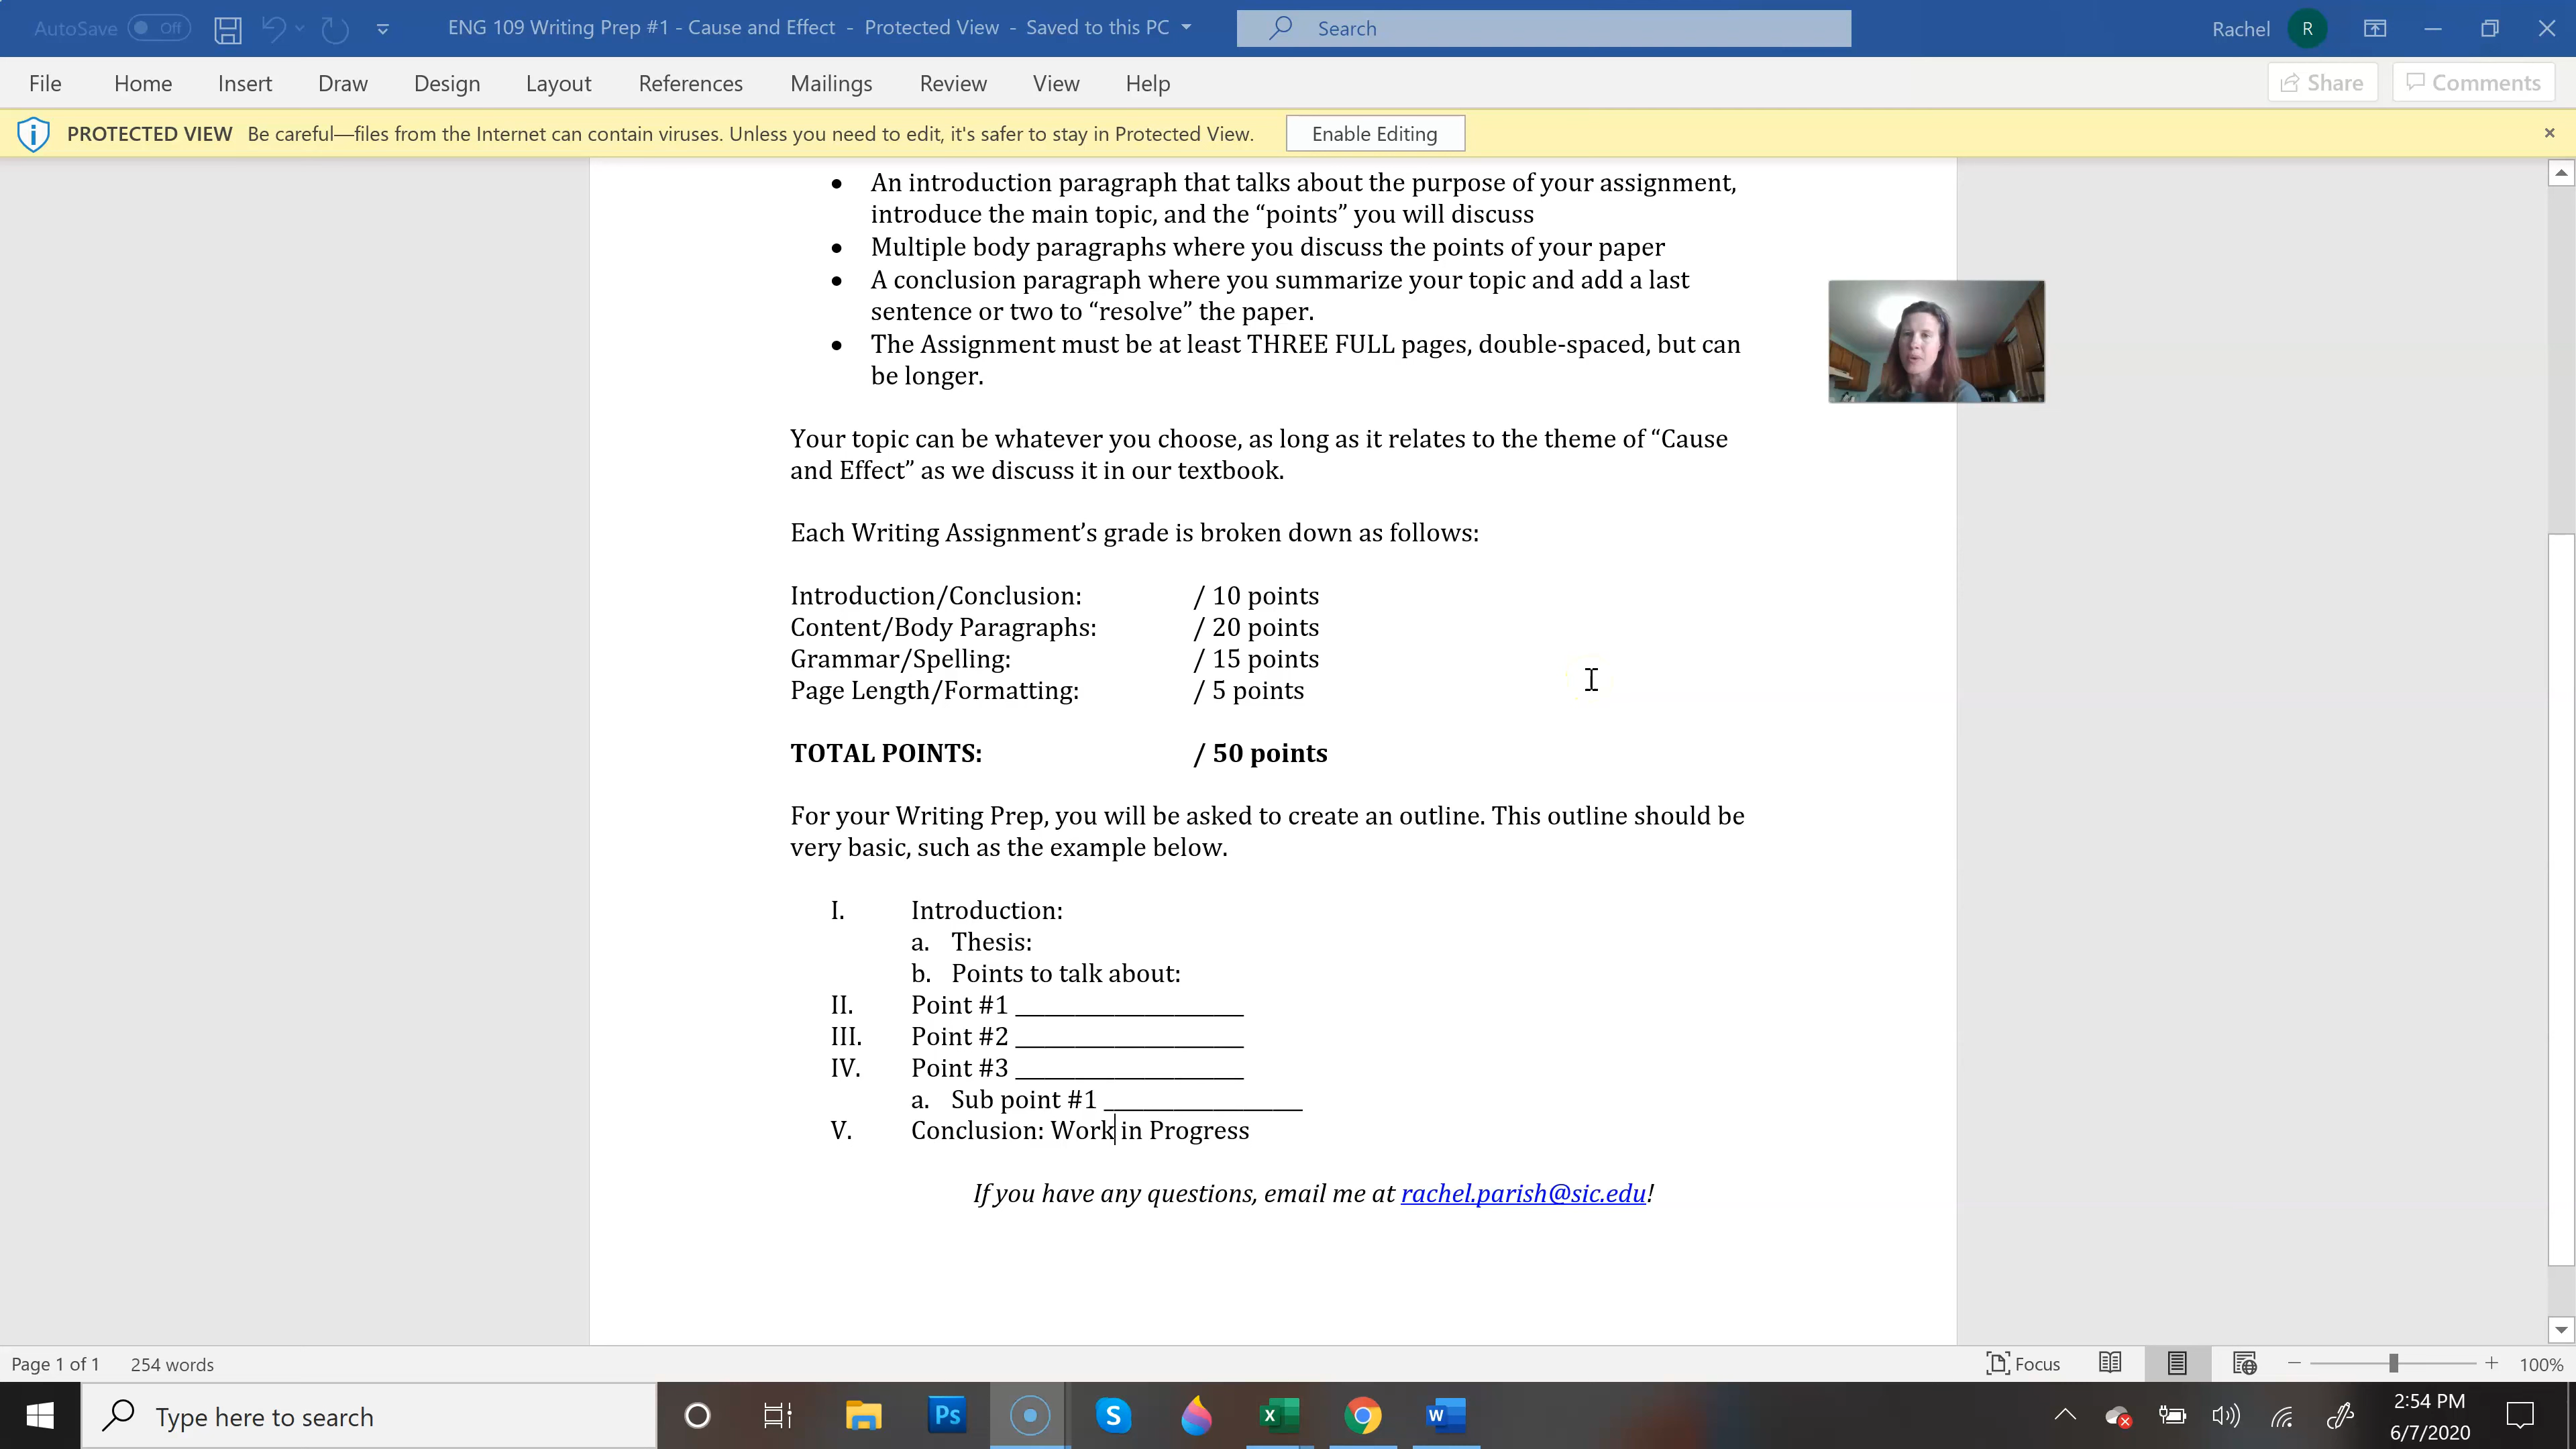 AutoSave Off
ENG 109 Writing Prep #1 - Cause and Effect - Protected View - Saved to this PC
Search
Rachel R
File Home Insert Draw Design Layout References Mailings Review View Help
Share Comments
PROTECTED VIEW Be careful—files from the Internet can contain viruses. Unless you need to edit, it's safer to stay in Protected View. Enable Editing
• An introduction paragraph that talks about the purpose of your assignment,
introduce the main topic, and the “points” you will discuss
• Multiple body paragraphs where you discuss the points of your paper
• A conclusion paragraph where you summarize your topic and add a last
sentence or two to “resolve” the paper.
• The Assignment must be at least THREE FULL pages, double-spaced, but can
be longer.
Your topic can be whatever you choose, as long as it relates to the theme of “Cause
and Effect” as we discuss it in our textbook.
Each Writing Assignment’s grade is broken down as follows:
Introduction/Conclusion: / 10 points
Content/Body Paragraphs: / 20 points
Grammar/Spelling: / 15 points
Page Length/Formatting: / 5 points
TOTAL POINTS: / 50 points
For your Writing Prep, you will be asked to create an outline. This outline should be
very basic, such as the example below.
I. Introduction:
a. Thesis:
b. Points to talk about:
II. Point #1 ____________________
III. Point #2 ____________________
IV. Point #3 ____________________
a. Sub point #1 __________________
V. Conclusion: Work in Progress
If you have any questions, email me at rachel.parish@sic.edu!
Page 1 of 1 254 words
Focus 100%
Type here to search
Ps S X W
2:54 PM
6/7/2020